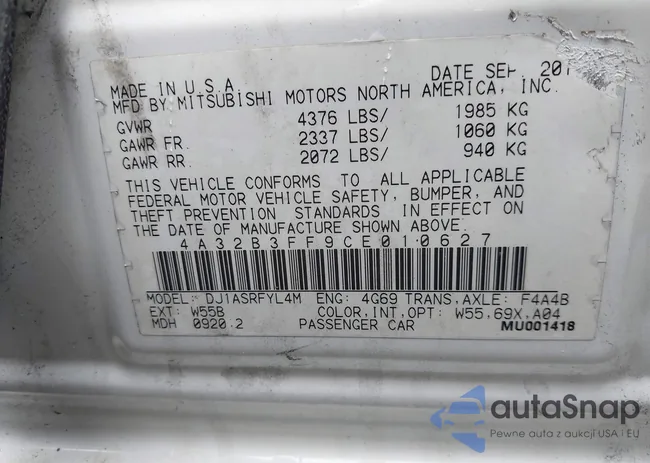 MADE IN U.S.A. DATE SEP. 201
MFD BY MITSUBISHI MOTORS NORTH AMERICA, INC.
GVWR 4376 LBS/ 1985 KG
GAWR FR. 2337 LBS/ 1060 KG
GAWR RR. 2072 LBS/ 940 KG
THIS VEHICLE CONFORMS TO ALL APPLICABLE
FEDERAL MOTOR VEHICLE SAFETY, BUMPER, AND
THEFT PREVENTION STANDARDS IN EFFECT ON
THE DATE OF MANUFACTURE SHOWN ABOVE.
4A32B3FF9CE010627
MODEL: DJ1ASRFYL4M ENG: 4G69 TRANS,AXLE: F4A4B
EXT: W55B COLOR,INT,OPT: W55,69X,A04
MDH 0920.2 PASSENGER CAR MU001418
autaSnap
Pewne auta z aukcji USA i EU